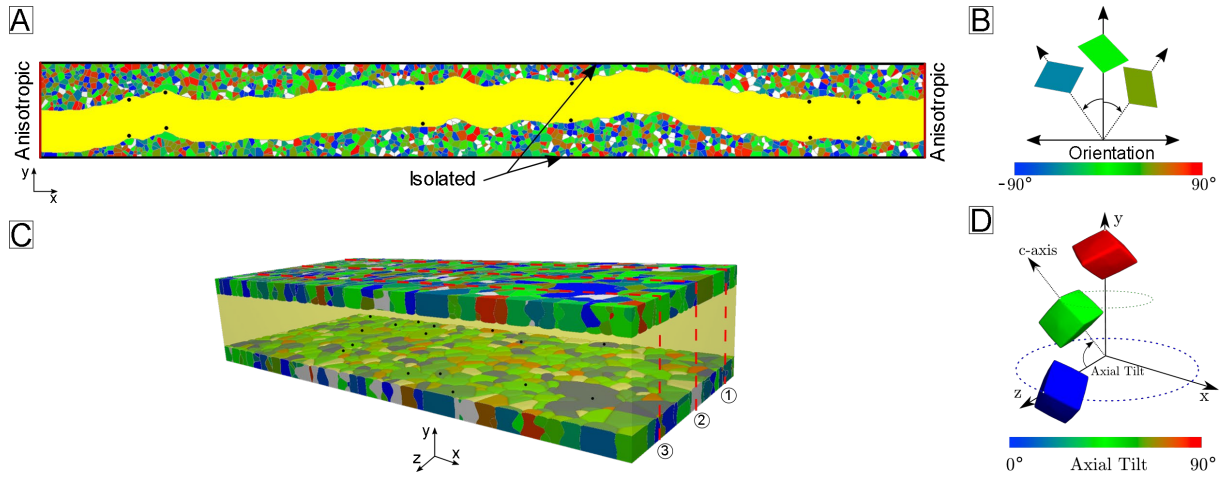 A
Anisotropic
Anisotropic
Isolated
y
x
B
Orientation
-90°
90°
C
1
2
3
y
x
z
D
y
c-axis
Axial Tilt
z
x
0°
Axial Tilt
90°